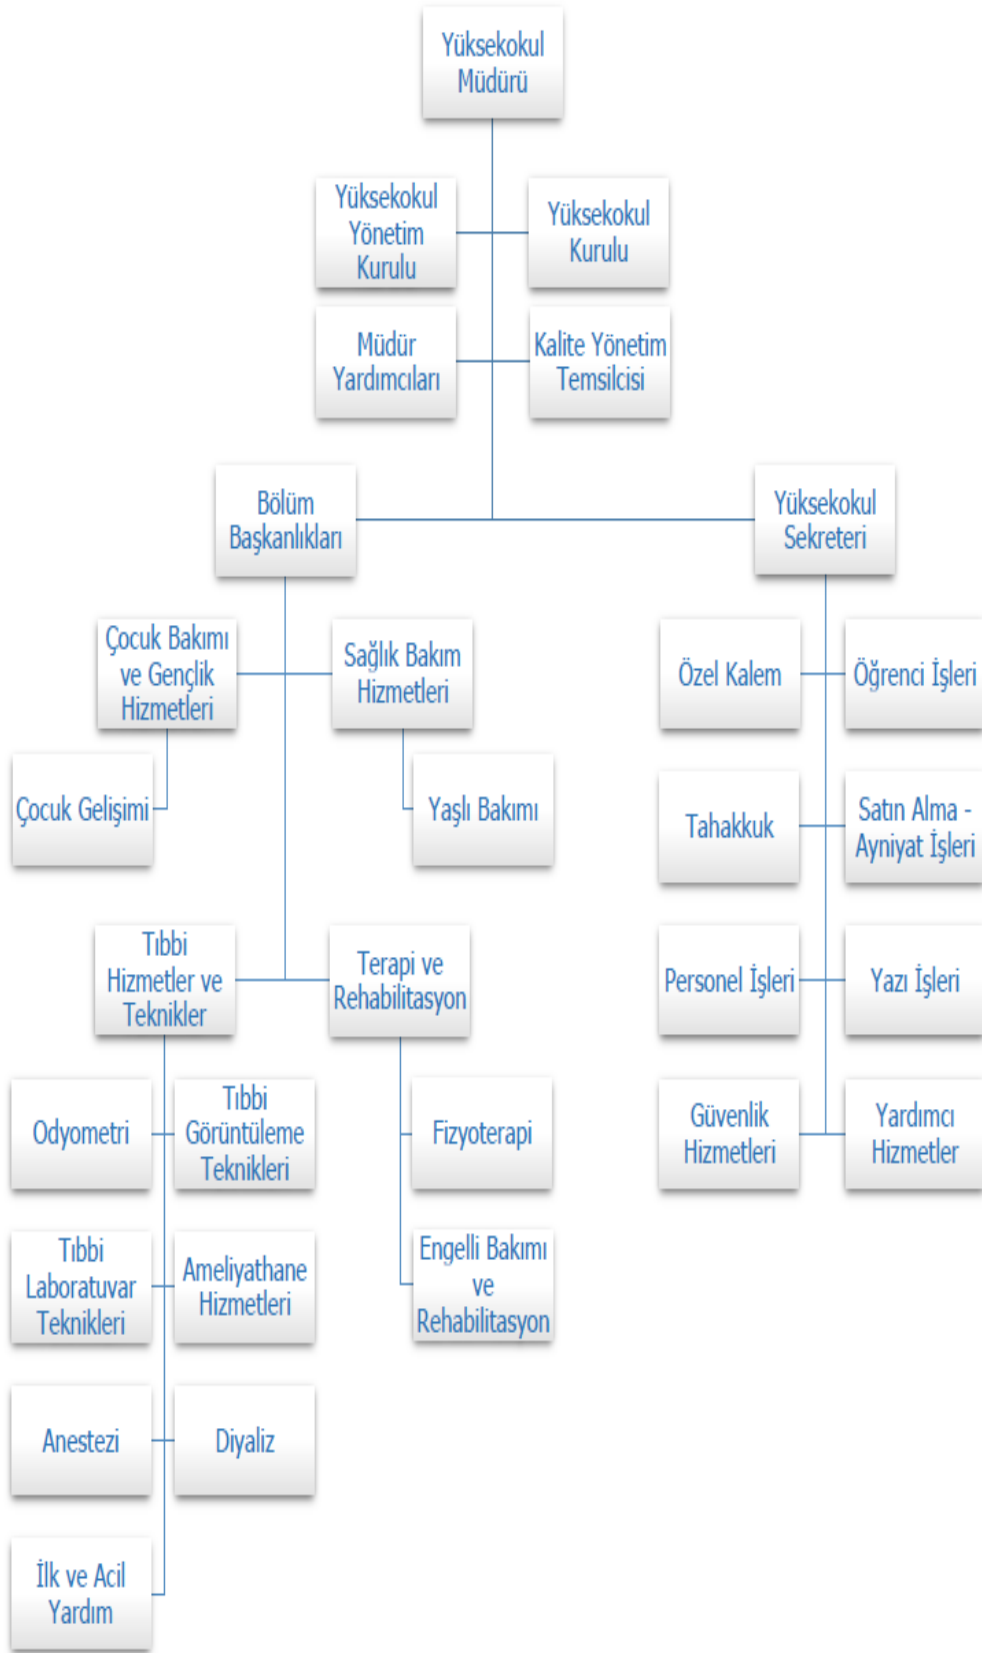 Yüksekokul
Müdürü
Yüksekokul
Yönetim
Kurulu
Yüksekokul
Kurulu
Müdür
Yardımcıları
Kalite Yönetim
Temsilcisi
Bölüm
Başkanlıkları
Yüksekokul
Sekreteri
Çocuk Bakımı
ve Gençlik
Hizmetleri
Sağlık Bakım
Hizmetleri
Özel Kalem
Öğrenci İşleri
Çocuk Gelişimi
Yaşlı Bakımı
Tahakkuk
Satın Alma -
Ayniyat İşleri
Tıbbi
Hizmetler ve
Teknikler
Terapi ve
Rehabilitasyon
Personel İşleri
Yazı İşleri
Odyometri
Tıbbi
Görüntüleme
Teknikleri
Fizyoterapi
Güvenlik
Hizmetleri
Yardımcı
Hizmetler
Tıbbi
Laboratuvar
Teknikleri
Ameliyathane
Hizmetleri
Engelli Bakımı
ve
Rehabilitasyon
Anestezi
Diyaliz
İlk ve Acil
Yardım